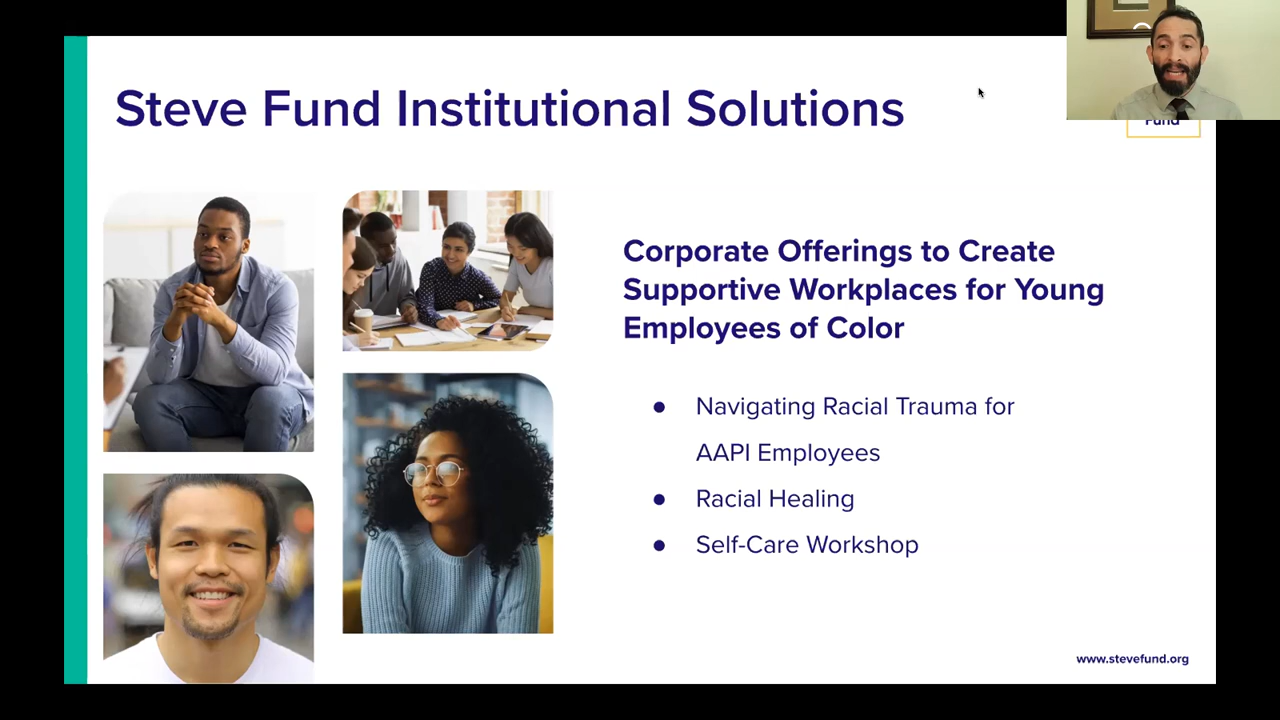 Steve Fund Institutional Solutions
Fund
Corporate Offerings to Create
Supportive Workplaces for Young
Employees of Color
● Navigating Racial Trauma for
AAPI Employees
● Racial Healing
● Self-Care Workshop
www.stevefund.org